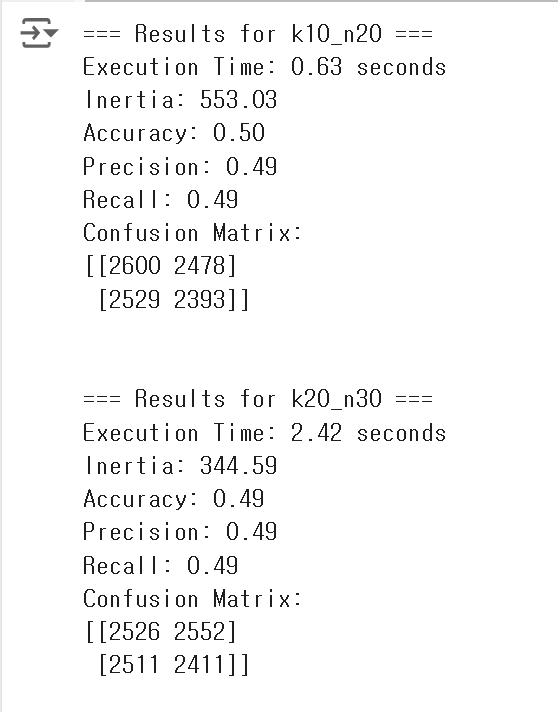 === Results for k10_n20 ===
Execution Time: 0.63 seconds
Inertia: 553.03
Accuracy: 0.50
Precision: 0.49
Recall: 0.49
Confusion Matrix:
[[2600 2478]
 [2529 2393]]
=== Results for k20_n30 ===
Execution Time: 2.42 seconds
Inertia: 344.59
Accuracy: 0.49
Precision: 0.49
Recall: 0.49
Confusion Matrix:
[[2526 2552]
 [2511 2411]]